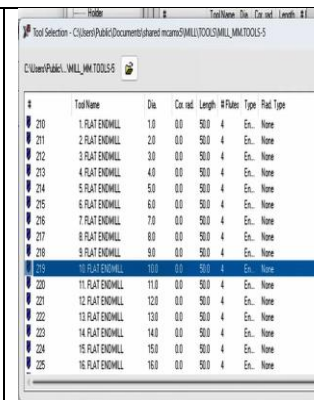 Holder
# Tool Name Dia. Cor. rad. Length # Fl
Tool Selection - C:\Users\Public\Documents\shared mcamx5\MILL\TOOLS\MILL_MM.TOOLS-5
C:\Users\Public\...\MILL_MM.TOOLS-5
# Tool Name Dia. Cor. rad. Length # Flutes Type Rad. Type
210 1. FLAT ENDMILL 1.0 0.0 50.0 4 En... None
211 2. FLAT ENDMILL 2.0 0.0 50.0 4 En... None
212 3. FLAT ENDMILL 3.0 0.0 50.0 4 En... None
213 4. FLAT ENDMILL 4.0 0.0 50.0 4 En... None
214 5. FLAT ENDMILL 5.0 0.0 50.0 4 En... None
215 6. FLAT ENDMILL 6.0 0.0 50.0 4 En... None
216 7. FLAT ENDMILL 7.0 0.0 50.0 4 En... None
217 8. FLAT ENDMILL 8.0 0.0 50.0 4 En... None
218 9. FLAT ENDMILL 9.0 0.0 50.0 4 En... None
219 10. FLAT ENDMILL 10.0 0.0 50.0 4 En... None
220 11. FLAT ENDMILL 11.0 0.0 50.0 4 En... None
221 12. FLAT ENDMILL 12.0 0.0 50.0 4 En... None
222 13. FLAT ENDMILL 13.0 0.0 50.0 4 En... None
223 14. FLAT ENDMILL 14.0 0.0 50.0 4 En... None
224 15. FLAT ENDMILL 15.0 0.0 50.0 4 En... None
225 16. FLAT ENDMILL 16.0 0.0 50.0 4 En... None